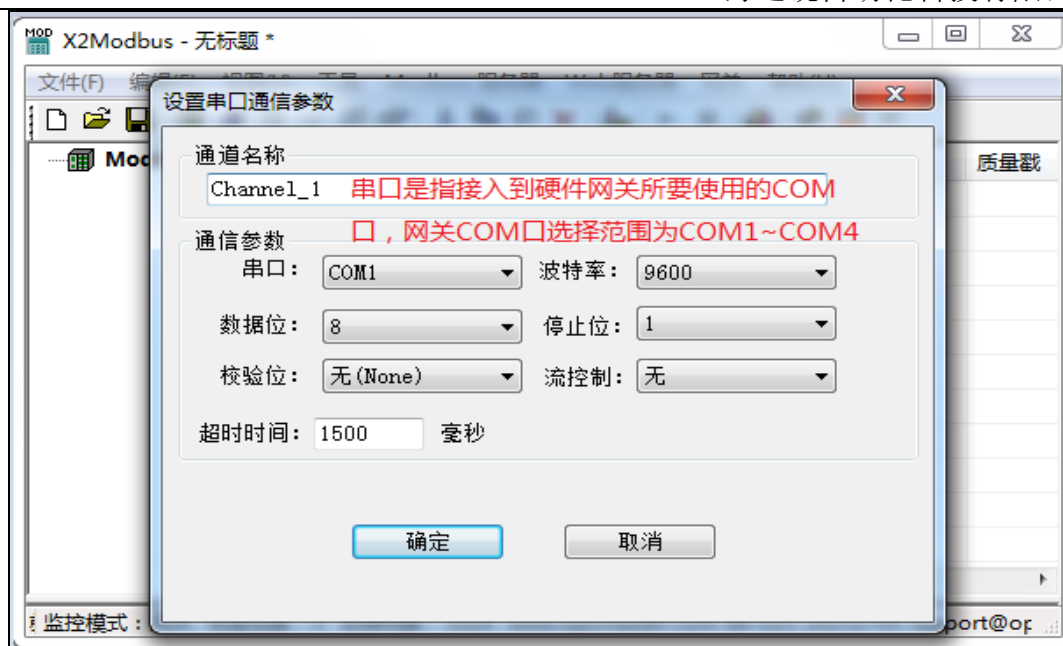 MOD X2Modbus - 无标题 *
文件(F)
设置串口通信参数
质量戳
通道名称
Channel_1 串口是指接入到硬件网关所要使用的COM
口，网关COM口选择范围为COM1~COM4
通信参数
串口： COM1 波特率： 9600
数据位： 8 停止位： 1
校验位： 无(None) 流控制： 无
超时时间： 1500 毫秒
确定 取消
监控模式：